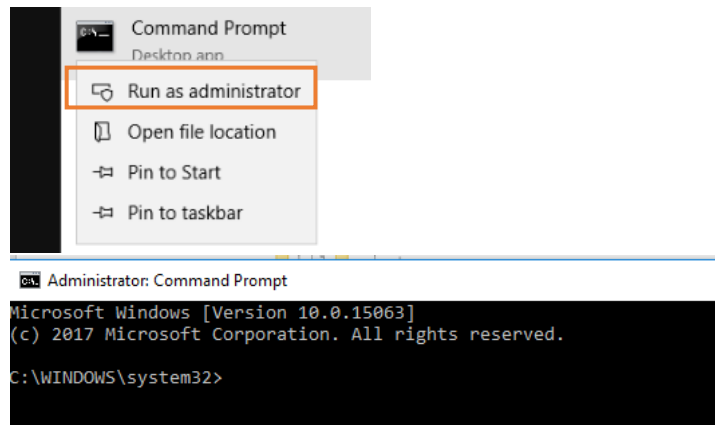 Command Prompt
Desktop app
Run as administrator
Open file location
Pin to Start
Pin to taskbar
Administrator: Command Prompt
Microsoft Windows [Version 10.0.15063]
(c) 2017 Microsoft Corporation. All rights reserved.
C:\WINDOWS\system32>